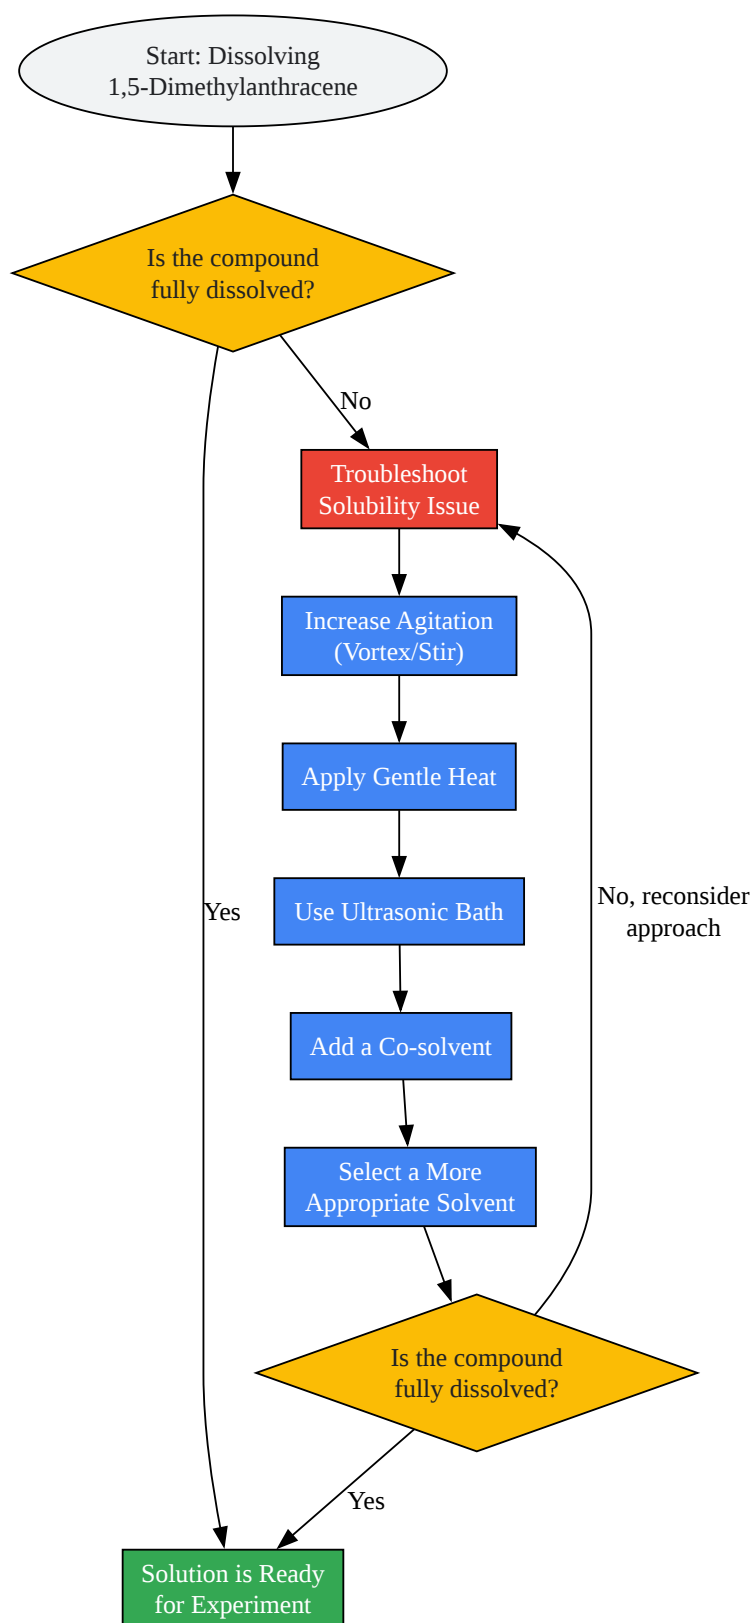 Start: Dissolving
1,5-Dimethylanthracene
Is the compound
fully dissolved?
No
Troubleshoot
Solubility Issue
Increase Agitation
(Vortex/Stir)
Apply Gentle Heat
Yes
Use Ultrasonic Bath
No, reconsider
approach
Add a Co-solvent
Select a More
Appropriate Solvent
Is the compound
fully dissolved?
Yes
Solution is Ready
for Experiment